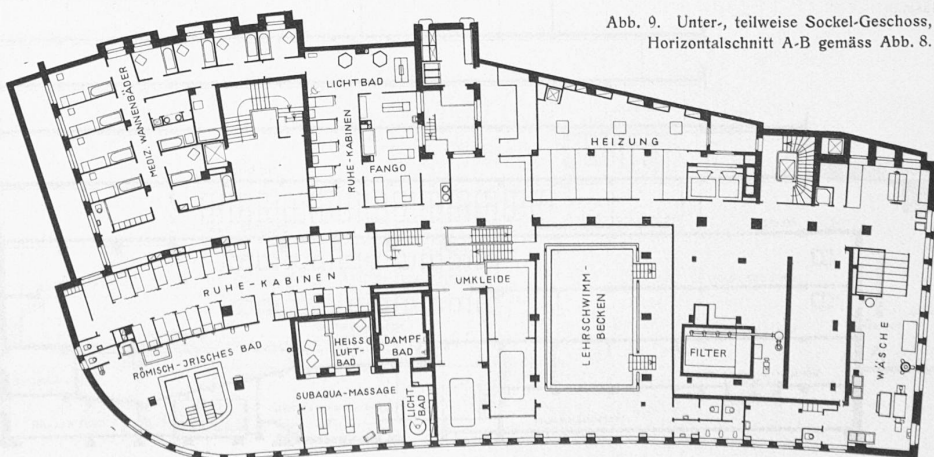 Abb. 9. Unter-, teilweise Sockel-Geschoss,
Horizontalschnitt A-B gemäss Abb. 8.
MEDIZ. WANNENBÄDER
LICHTBAD
RUHE-KABINEN
FANGO
HEIZUNG
RUHE-KABINEN
UMKLEIDE
LEHRSCHWIMM-
BECKEN
FILTER
WÄSCHE
RÖMISCH-JRISCHES BAD
HEISS
LUFT-
BAD
DAMPF
BAD
SUBAQUA-MASSAGE
LICHT
BAD